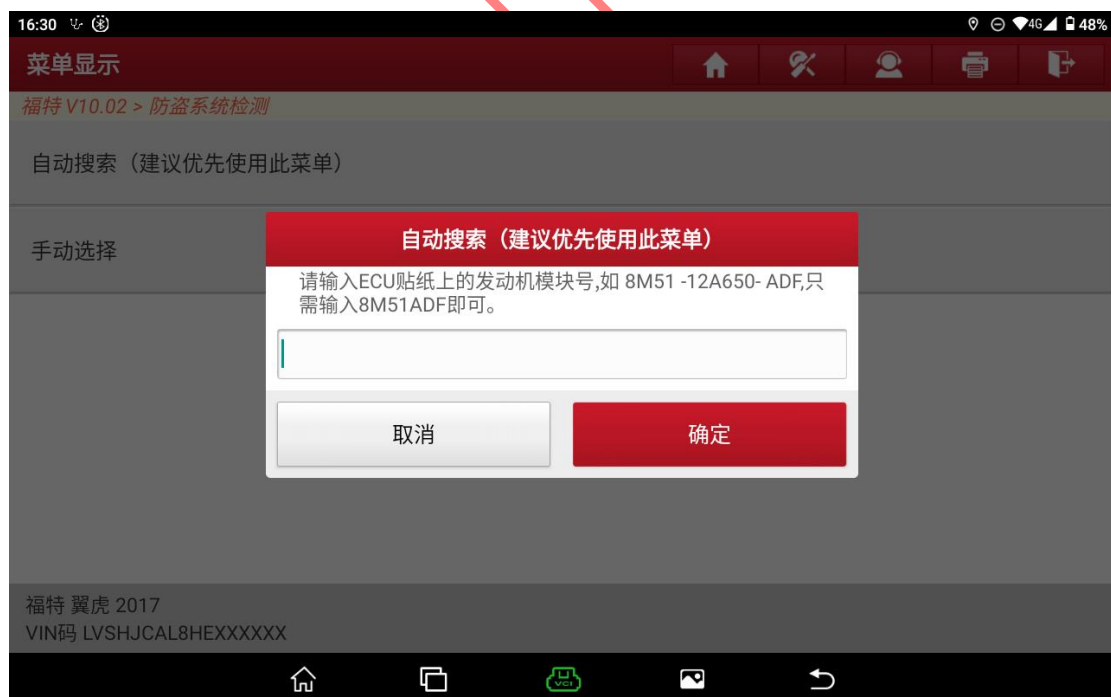 16:30
4G 48%
菜单显示
福特 V10.02 > 防盗系统检测
自动搜索（建议优先使用此菜单）
手动选择
自动搜索（建议优先使用此菜单）
请输入ECU贴纸上的发动机模块号,如 8M51 -12A650- ADF,只
需输入8M51ADF即可。
取消
确定
福特 翼虎 2017
VIN码 LVSHJCAL8HEXXXXXX
VCI